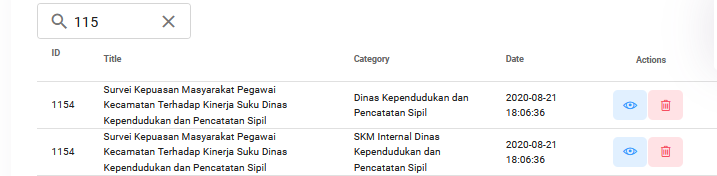 115
ID Title Category Date Actions
Survei Kepuasan Masyarakat Pegawai
1154 Kecamatan Terhadap Kinerja Suku Dinas
Kependudukan dan Pencatatan Sipil
Dinas Kependudukan dan
Pencatatan Sipil
2020-08-21
18:06:36
Survei Kepuasan Masyarakat Pegawai
1154 Kecamatan Terhadap Kinerja Suku Dinas
Kependudukan dan Pencatatan Sipil
SKM Internal Dinas
Kependudukan dan
Pencatatan Sipil
2020-08-21
18:06:36